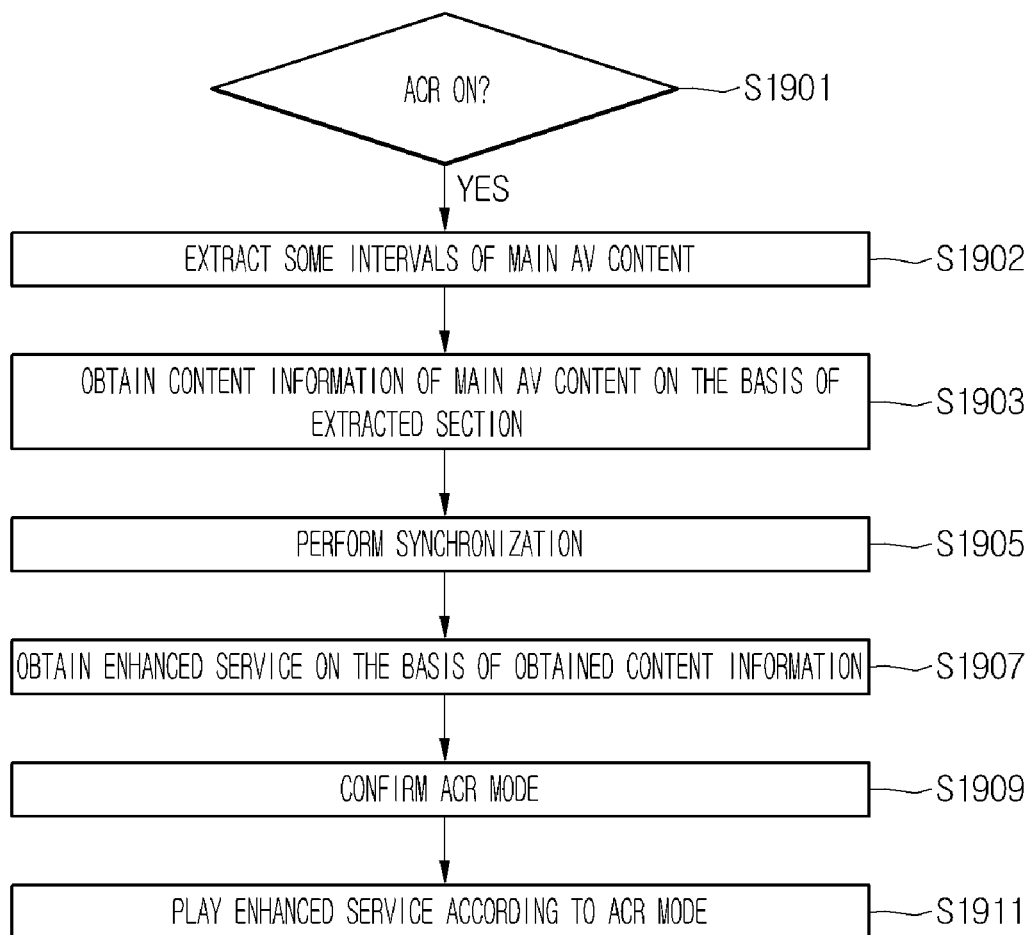 ACR ON?
S1901
YES
EXTRACT SOME INTERVALS OF MAIN AV CONTENT
S1902
OBTAIN CONTENT INFORMATION OF MAIN AV CONTENT ON THE BASIS OF
EXTRACTED SECTION
S1903
PERFORM SYNCHRONIZATION
S1905
OBTAIN ENHANCED SERVICE ON THE BASIS OF OBTAINED CONTENT INFORMATION
S1907
CONFIRM ACR MODE
S1909
PLAY ENHANCED SERVICE ACCORDING TO ACR MODE
S1911